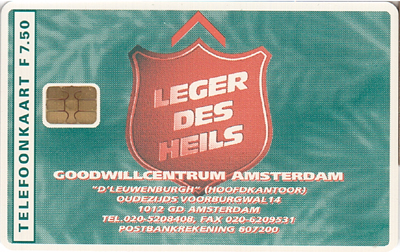 TELEFOONKAART F 7.50
LEGER
DES
HEILS
GOODWILLCENTRUM AMSTERDAM
"D'LEUWENBURGH" (HOOFDKANTOOR)
OUDEZIJDS VOORBURGWAL 14
1012 GD AMSTERDAM
TEL.020-5208408, FAX 020-6209531
POSTBANKREKENING 607200